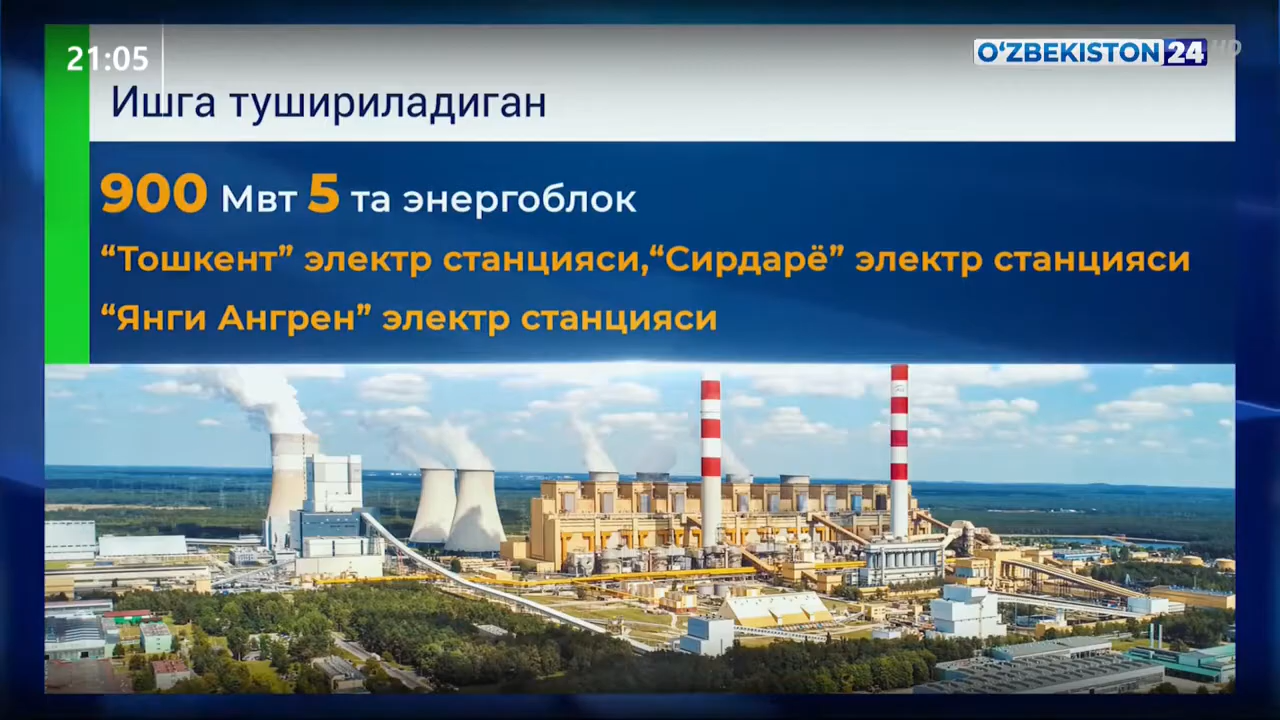 21:05
O‘ZBEKISTON 24 HD
Ишга тушириладиган
900 Мвт 5 та энергоблок
“Тошкент” электр станцияси,“Сирдарё” электр станцияси
“Янги Ангрен” электр станцияси